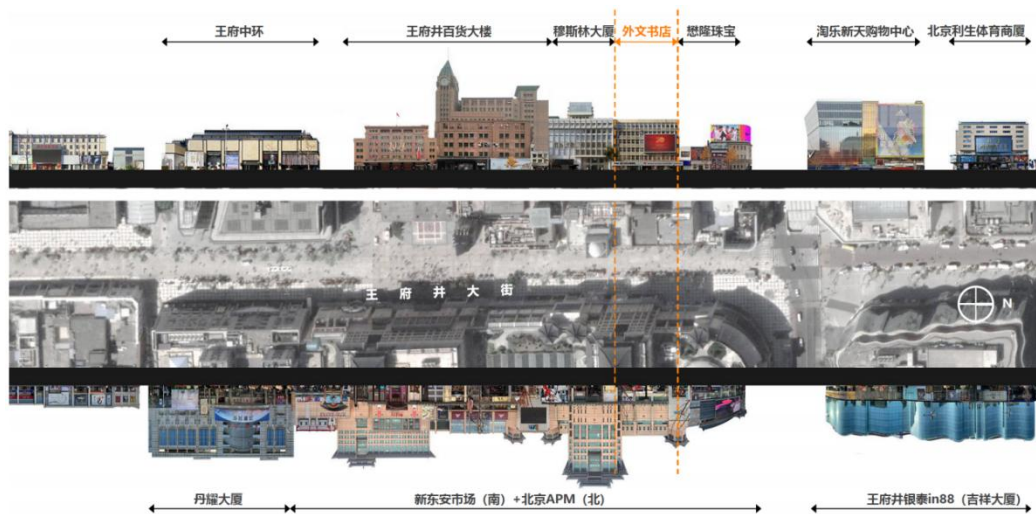 王府中环
王府井百货大楼
穆斯林大厦
外文书店
懋隆珠宝
淘乐新天购物中心
北京利生体育商厦
王府井大街
N
丹耀大厦
新东安市场（南）+北京APM（北）
王府井银泰in88（吉祥大厦）